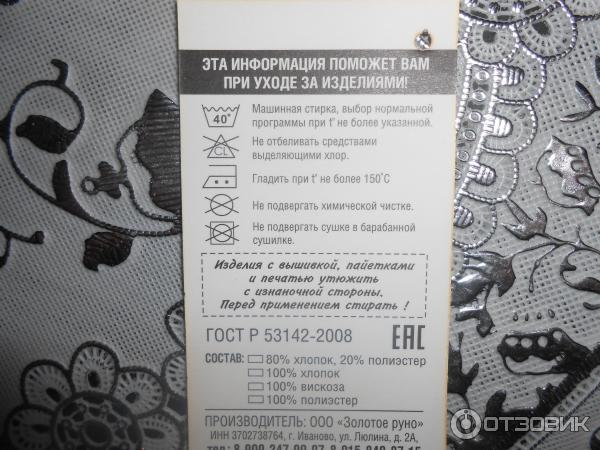 ЭТА ИНФОРМАЦИЯ ПОМОЖЕТ ВАМ
ПРИ УХОДЕ ЗА ИЗДЕЛИЯМИ!
40°
Машинная стирка, выбор нормальной
программы при t° не более указанной.
CL
Не отбеливать средствами
выделяющими хлор.
Гладить при t° не более 150°С
Не подвергать химической чистке.
Не подвергать сушке в барабанной
сушилке.
Изделия с вышивкой, пайетками
и печатью утюжить
с изнаночной стороны.
Перед применением стирать !
ГОСТ Р 53142-2008
ЕАС
СОСТАВ:
80% хлопок, 20% полиэстер
100% хлопок
100% вискоза
100% полиэстер
ПРОИЗВОДИТЕЛЬ: ООО «Золотое руно»
ИНН 3702738764, г. Иваново, ул. Люлина, д. 2А,
ОТЗОВИК